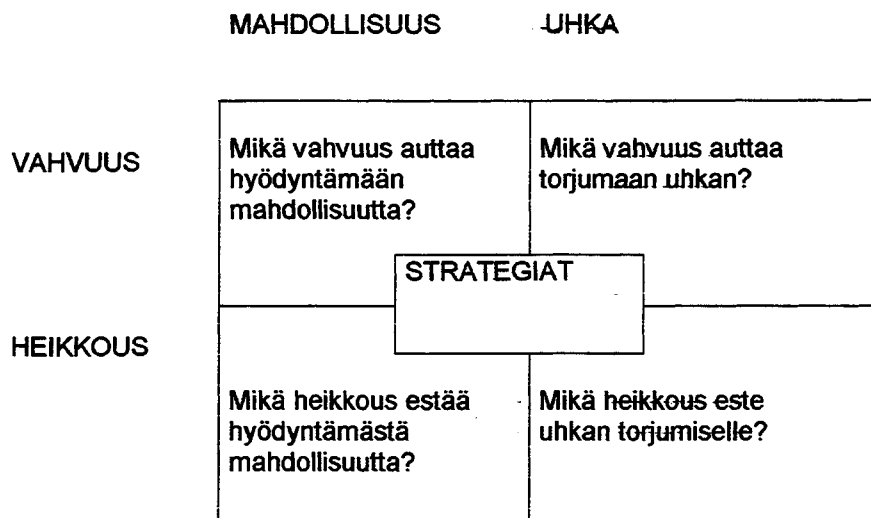 MAHDOLLISUUS UHKA
VAHVUUS
Mikä vahvuus auttaa
hyödyntämään
mahdollisuutta?
Mikä vahvuus auttaa
torjumaan uhkan?
STRATEGIAT
HEIKKOUS
Mikä heikkous estää
hyödyntämästä
mahdollisuutta?
Mikä heikkous este
uhkan torjumiselle?